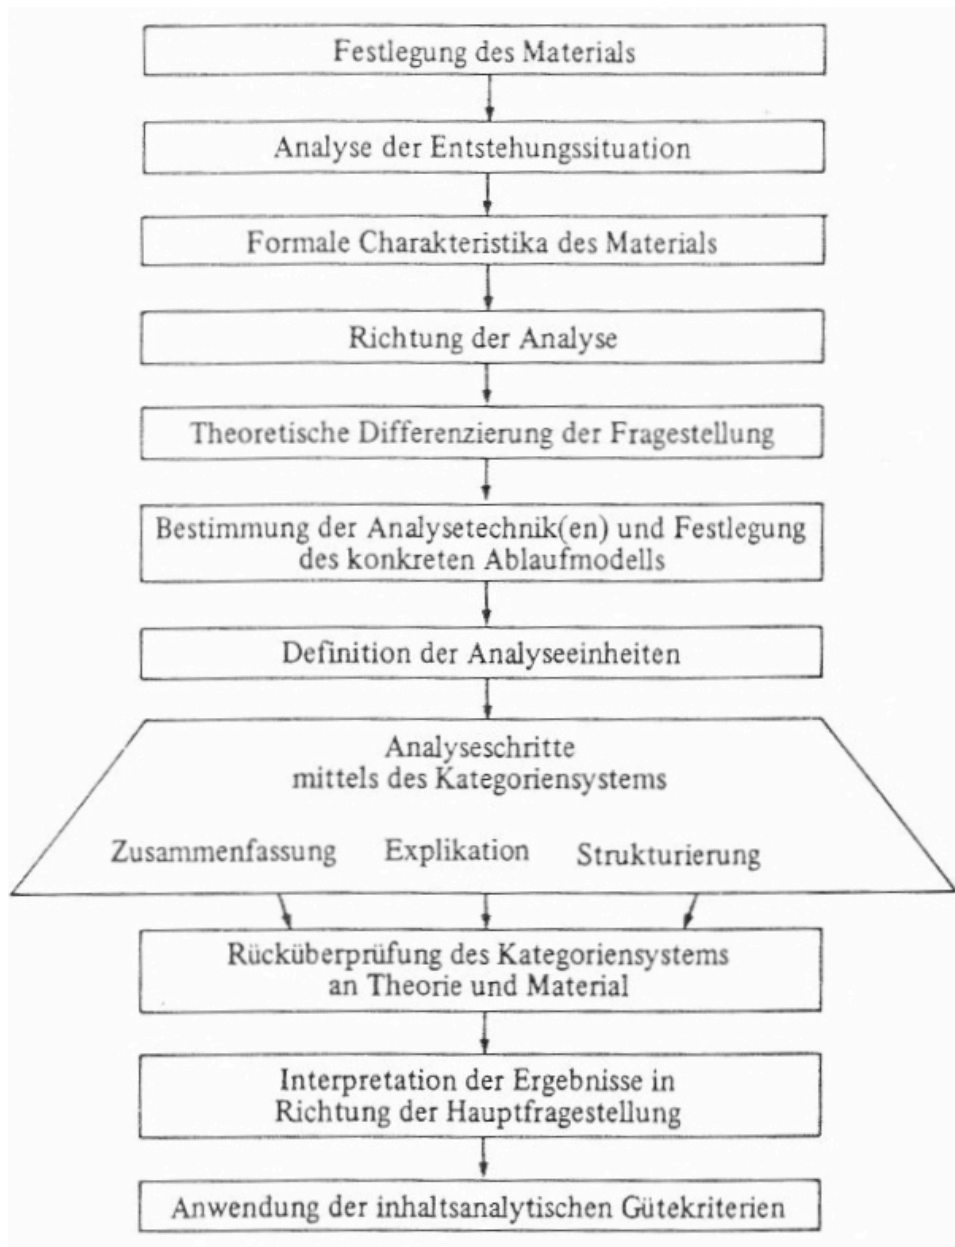 Festlegung des Materials
Analyse der Entstehungssituation
Formale Charakteristika des Materials
Richtung der Analyse
Theoretische Differenzierung der Fragestellung
Bestimmung der Analysetechnik(en) und Festlegung
des konkreten Ablaufmodells
Definition der Analyseeinheiten
Analyseschritte
mittels des Kategoriensystems
Zusammenfassung Explikation Strukturierung
Rücküberprüfung des Kategoriensystems
an Theorie und Material
Interpretation der Ergebnisse in
Richtung der Hauptfragestellung
Anwendung der inhaltsanalytischen Gütekriterien